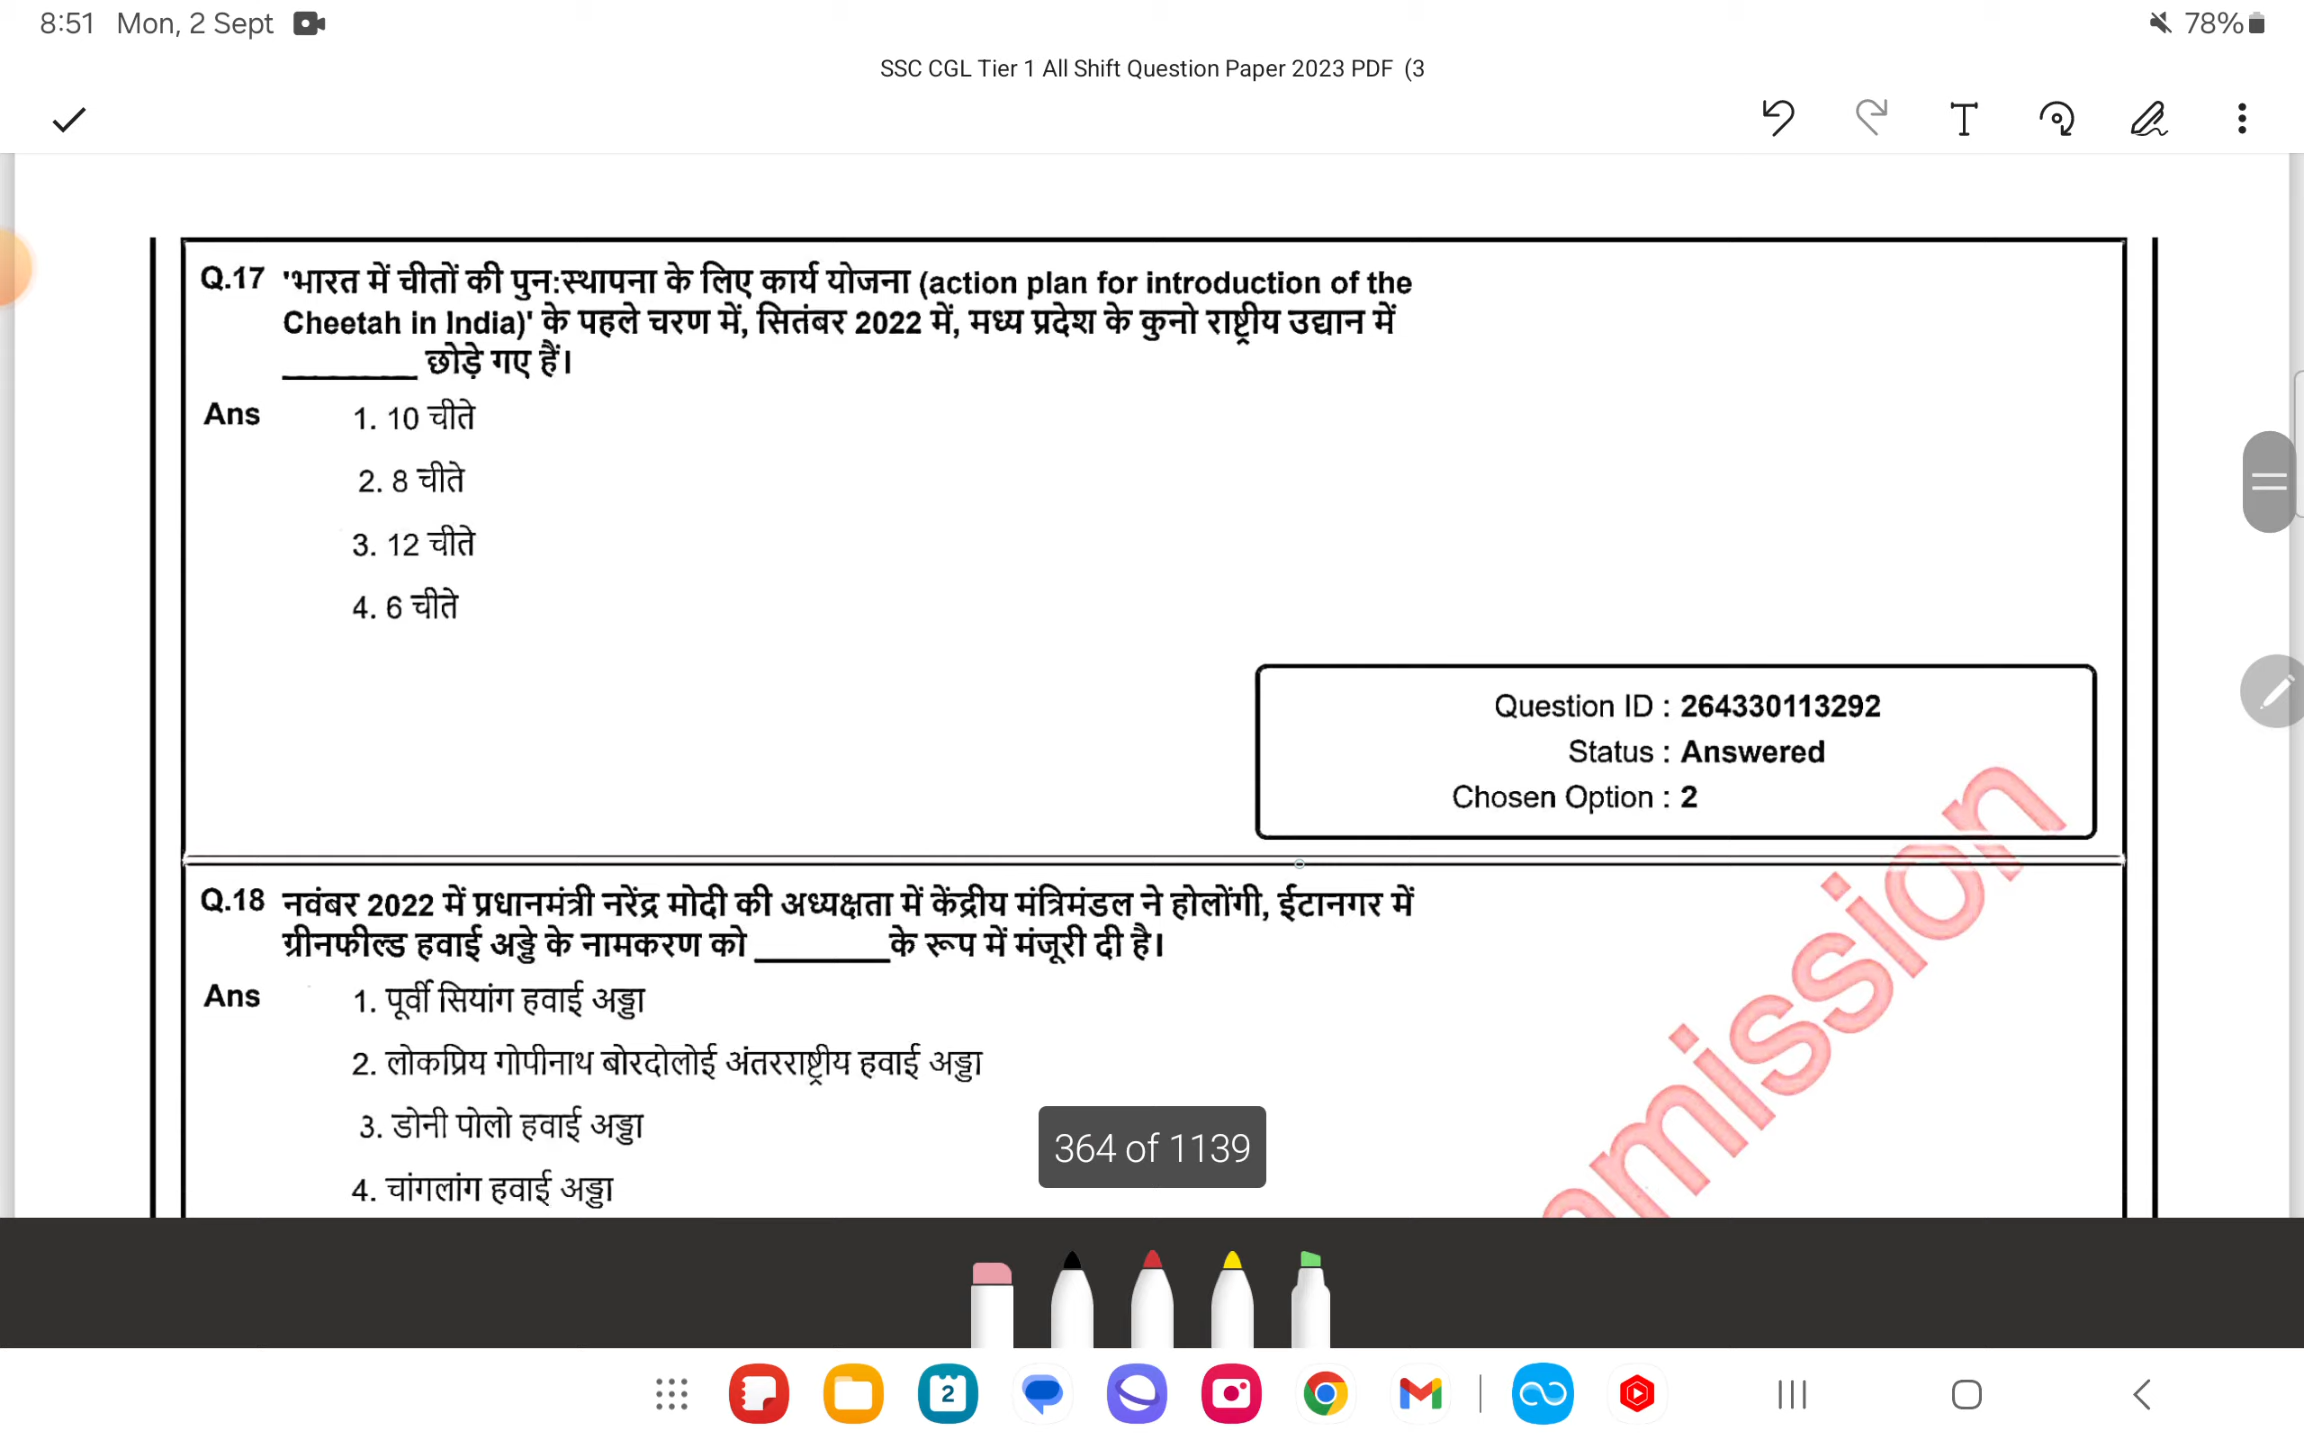 8:51 Mon, 2 Sept
78%
SSC CGL Tier 1 All Shift Question Paper 2023 PDF (3
Q.17 'भारत में चीतों की पुन:स्थापना के लिए कार्य योजना (action plan for introduction of the
Cheetah in India)' के पहले चरण में, सितंबर 2022 में, मध्य प्रदेश के कुनो राष्ट्रीय उद्यान में
________ छोड़े गए हैं।
Ans 1. 10 चीते
2. 8 चीते
3. 12 चीते
4. 6 चीते
Question ID : 264330113292
Status : Answered
Chosen Option : 2
Q.18 नवंबर 2022 में प्रधानमंत्री नरेंद्र मोदी की अध्यक्षता में केंद्रीय मंत्रिमंडल ने होलोंगी, ईटानगर में
ग्रीनफील्ड हवाई अड्डे के नामकरण को ________के रूप में मंजूरी दी है।
Ans 1. पूर्वी सियांग हवाई अड्डा
2. लोकप्रिय गोपीनाथ बोरदोलोई अंतरराष्ट्रीय हवाई अड्डा
3. डोनी पोलो हवाई अड्डा
4. चांगलांग हवाई अड्डा
mission
364 of 1139
2